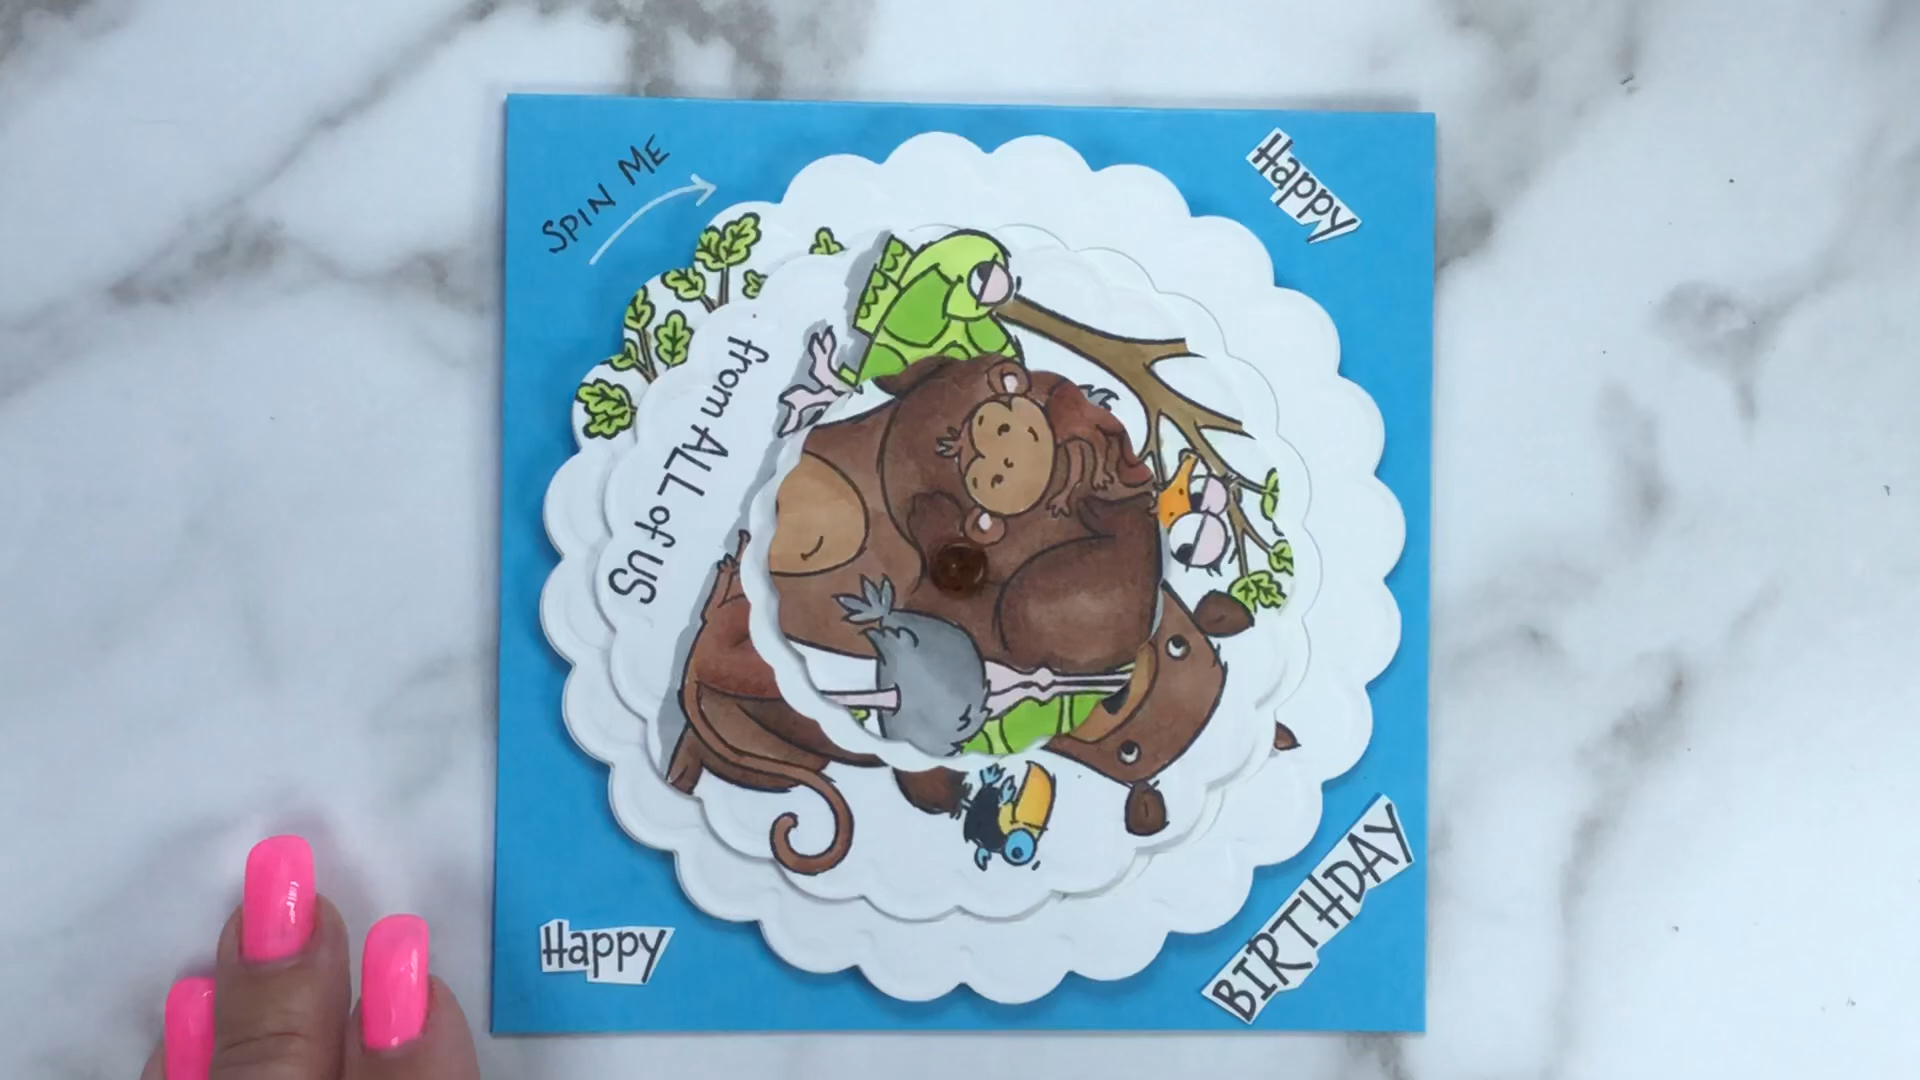 SPIN ME
Happy
from ALL of US
Happy
BIRTHDAY